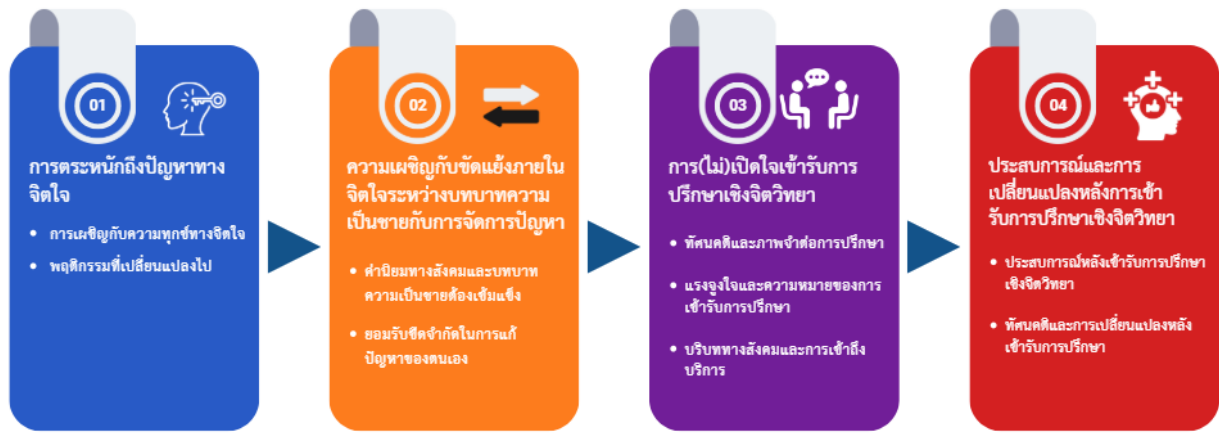 01
การตระหนักถึงปัญหาทาง
จิตใจ
• การเผชิญกับความทุกข์ทางจิตใจ
• พฤติกรรมที่เปลี่ยนแปลงไป
02
ความเผชิญกับขัดแย้งภายใน
จิตใจระหว่างบทบาทความ
เป็นชายกับการจัดการปัญหา
• ค่านิยมทางสังคมและบทบาท
ความเป็นชายต้องเข้มแข็ง
• ยอมรับขีดจำกัดในการแก้
ปัญหาของตนเอง
03
การ(ไม่)เปิดใจเข้ารับการ
ปรึกษาเชิงจิตวิทยา
• ทัศนคติและภาพจำต่อการปรึกษา
• แรงจูงใจและความหมายของการ
เข้ารับการปรึกษา
• บริบททางสังคมและการเข้าถึง
บริการ
04
ประสบการณ์และการ
เปลี่ยนแปลงหลังการเข้า
รับการปรึกษาเชิงจิตวิทยา
• ประสบการณ์หลังเข้ารับการปรึกษา
เชิงจิตวิทยา
• ทัศนคติและการเปลี่ยนแปลงหลัง
เข้ารับการปรึกษา